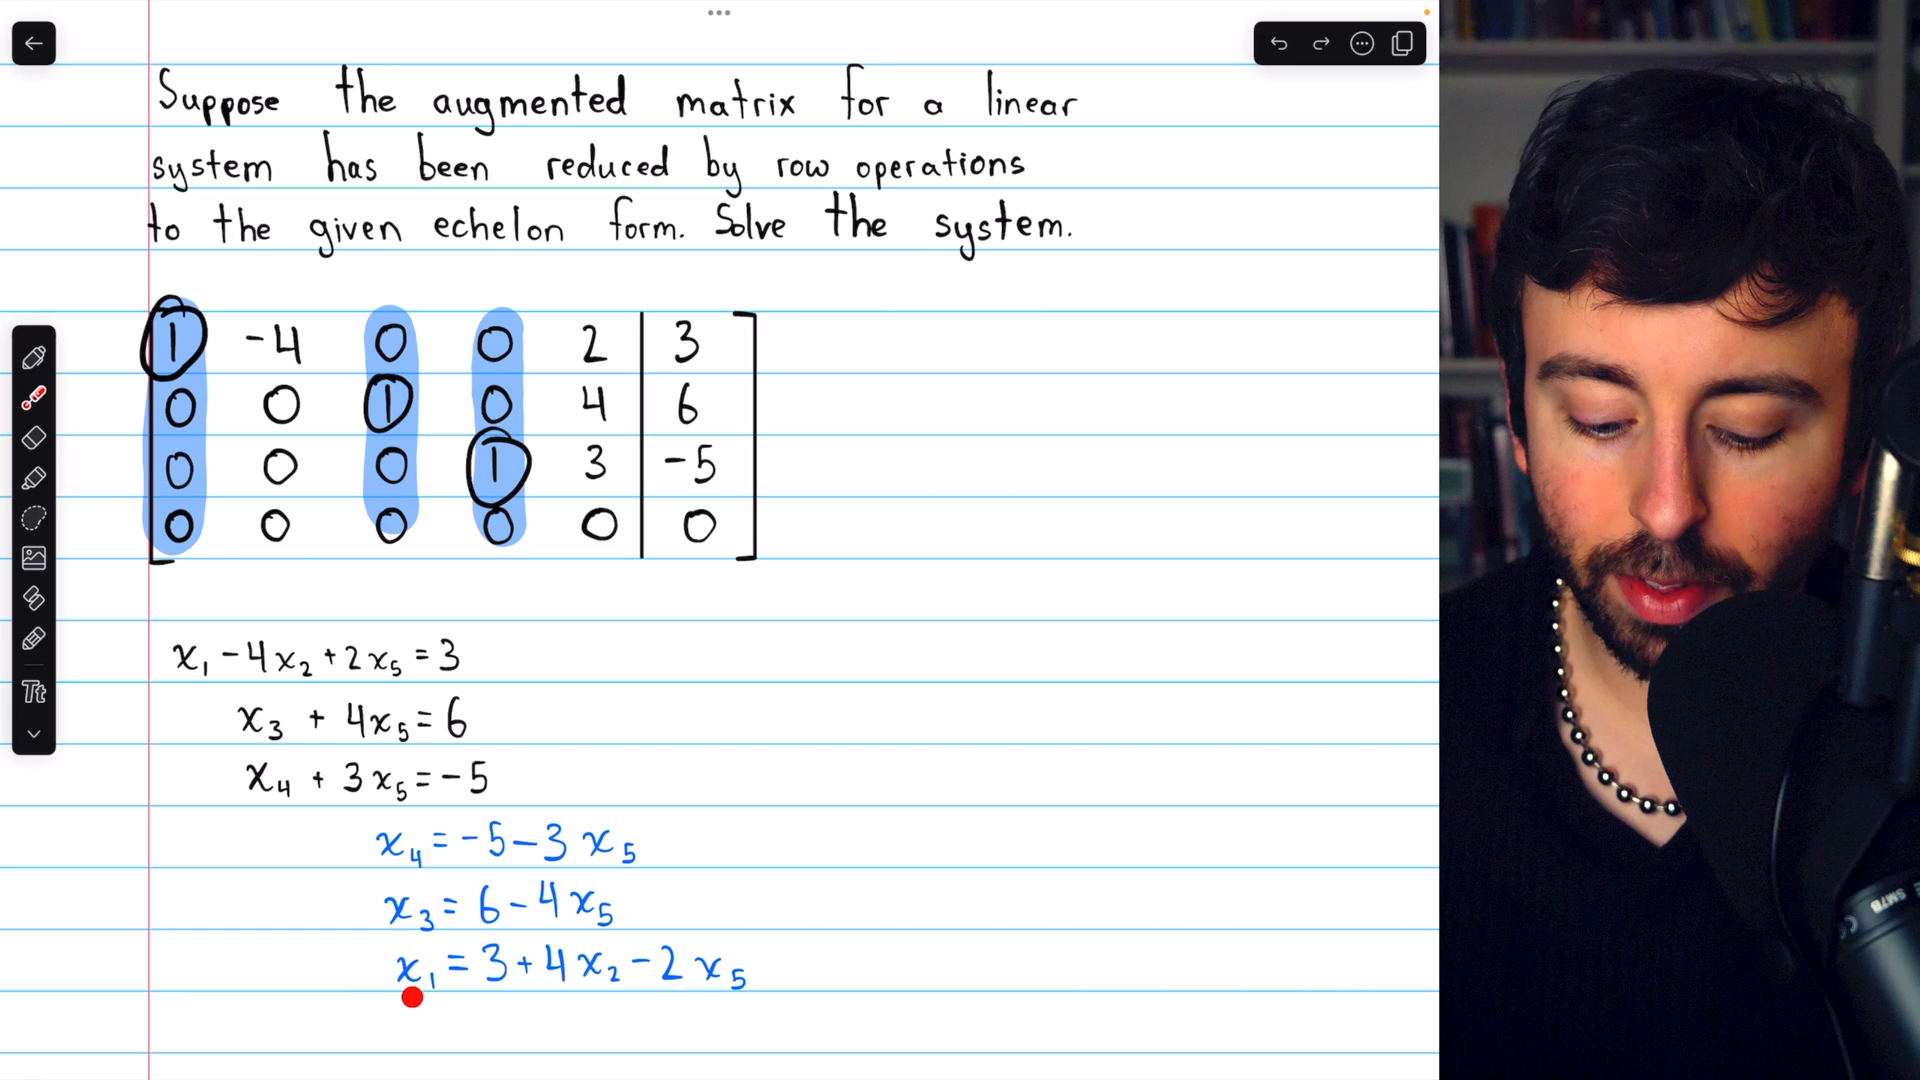 Suppose the augmented matrix for a linear
system has been reduced by row operations
to the given echelon form. Solve the system.
1 -4 0 0 2 3
0 0 1 0 4 6
0 0 0 1 3 -5
0 0 0 0 0 0
x₁ - 4x₂ + 2x₅ = 3
x₃ + 4x₅ = 6
x₄ + 3x₅ = -5
x₄ = -5 - 3x₅
x₃ = 6 - 4x₅
x₁ = 3 + 4x₂ - 2x₅
Tt
SM7B